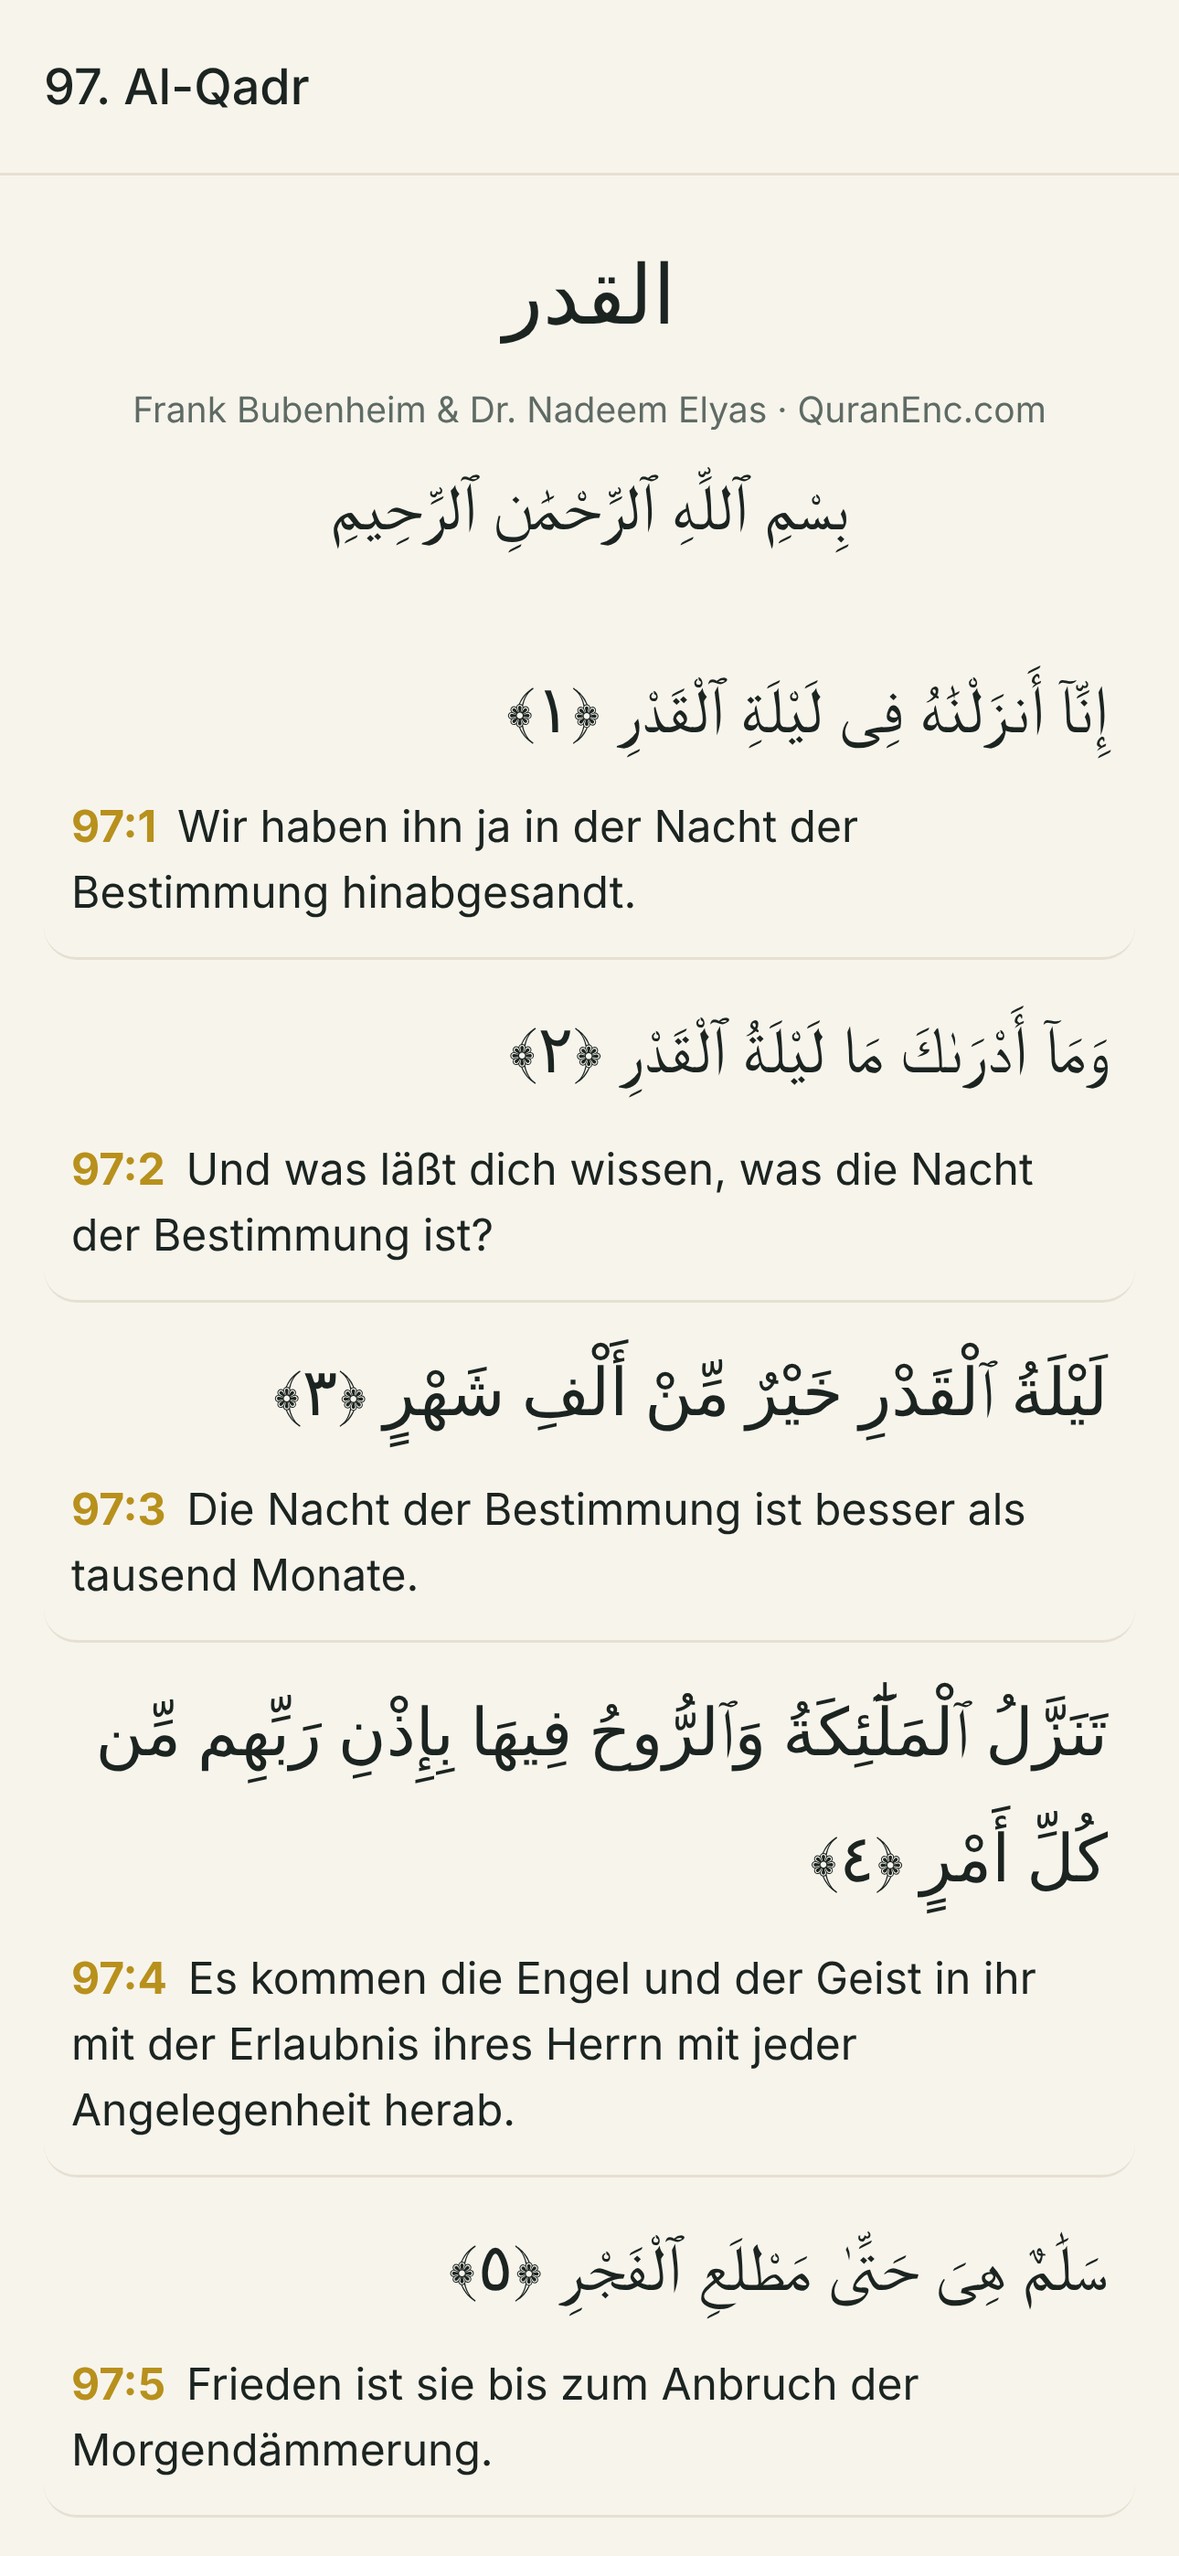 97. Al-Qadr
القدر
Frank Bubenheim & Dr. Nadeem Elyas · QuranEnc.com
بِسْمِ ٱللَّهِ ٱلرَّحْمَٰنِ ٱلرَّحِيمِ
إِنَّآ أَنزَلْنَٰهُ فِى لَيْلَةِ ٱلْقَدْرِ ﴿١﴾
97:1 Wir haben ihn ja in der Nacht der
Bestimmung hinabgesandt.
وَمَآ أَدْرَىٰكَ مَا لَيْلَةُ ٱلْقَدْرِ ﴿٢﴾
97:2 Und was läßt dich wissen, was die Nacht
der Bestimmung ist?
لَيْلَةُ ٱلْقَدْرِ خَيْرٌ مِّنْ أَلْفِ شَهْرٍ ﴿٣﴾
97:3 Die Nacht der Bestimmung ist besser als
tausend Monate.
تَنَزَّلُ ٱلْمَلَٰٓئِكَةُ وَٱلرُّوحُ فِيهَا بِإِذْنِ رَبِّهِم مِّن
كُلِّ أَمْرٍ ﴿٤﴾
97:4 Es kommen die Engel und der Geist in ihr
mit der Erlaubnis ihres Herrn mit jeder
Angelegenheit herab.
سَلَٰمٌ هِىَ حَتَّىٰ مَطْلَعِ ٱلْفَجْرِ ﴿٥﴾
97:5 Frieden ist sie bis zum Anbruch der
Morgendämmerung.